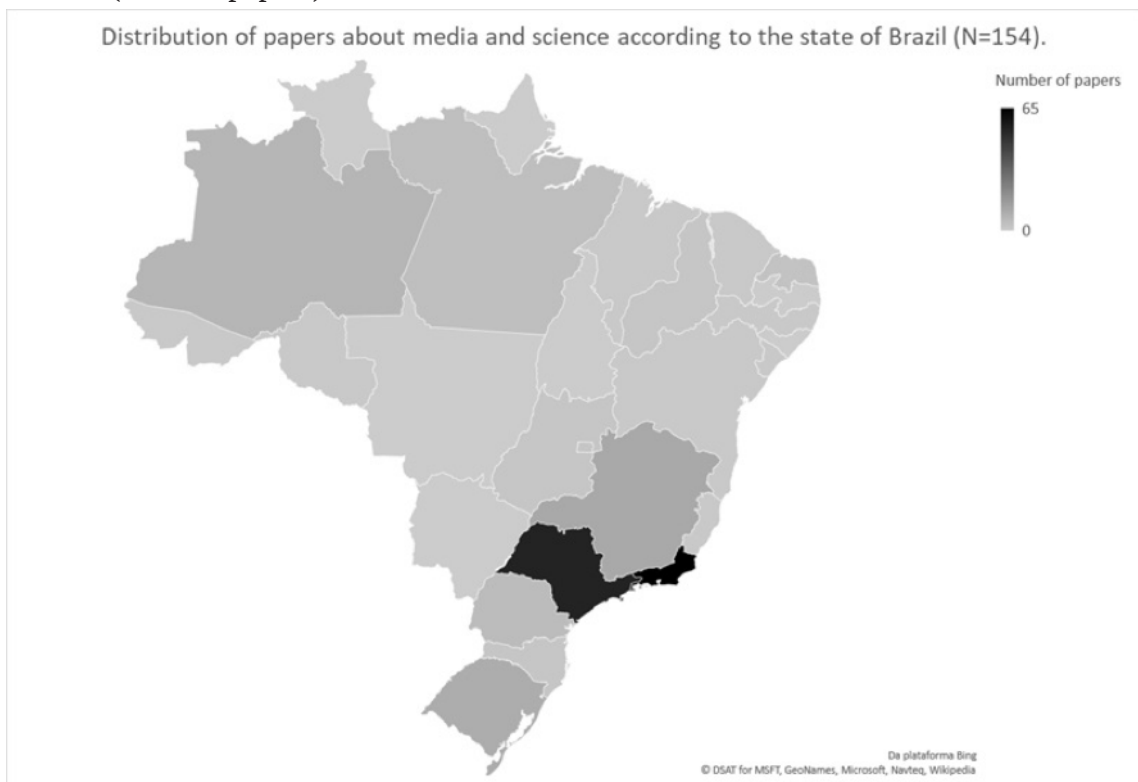 Distribution of papers about media and science according to the state of Brazil (N=154).
Number of papers
65
0
Da plataforma Bing
© DSAT for MSFT, GeoNames, Microsoft, Navteq, Wikipedia